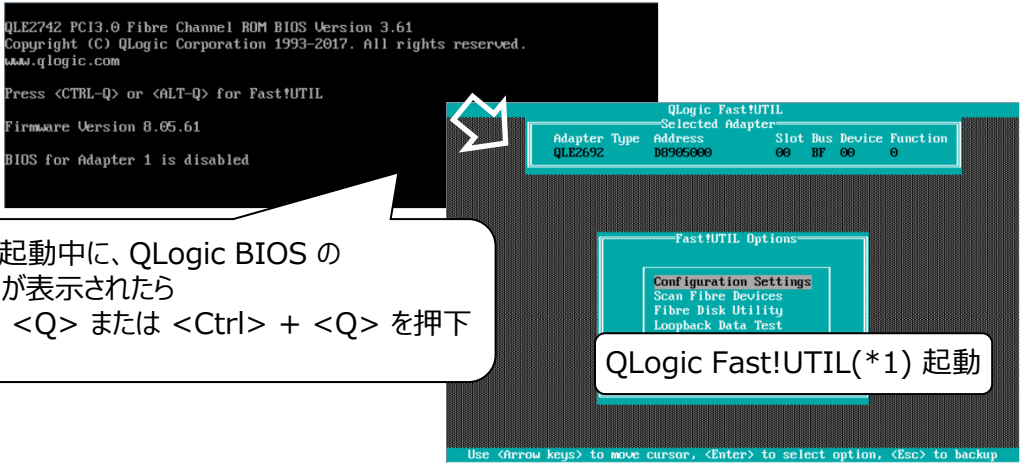 QLE2742 PCI3.0 Fibre Channel ROM BIOS Version 3.61
Copyright (C) QLogic Corporation 1993-2017. All rights reserved.
www.qlogic.com
Press <CTRL-Q> or <ALT-Q> for Fast!UTIL
Firmware Version 8.05.61
BIOS for Adapter 1 is disabled
起動中に、QLogic BIOS の
が表示されたら
<Q> または <Ctrl> + <Q> を押下
QLogic Fast!UTIL
Selected Adapter
Adapter Type Address Slot Bus Device Function
QLE2692 D8905000 00 BF 00 0
Fast!UTIL Options
Configuration Settings
Scan Fibre Devices
Fibre Disk Utility
Loopback Data Test
QLogic Fast!UTIL(*1) 起動
Use <Arrow keys> to move cursor, <Enter> to select option, <Esc> to backup